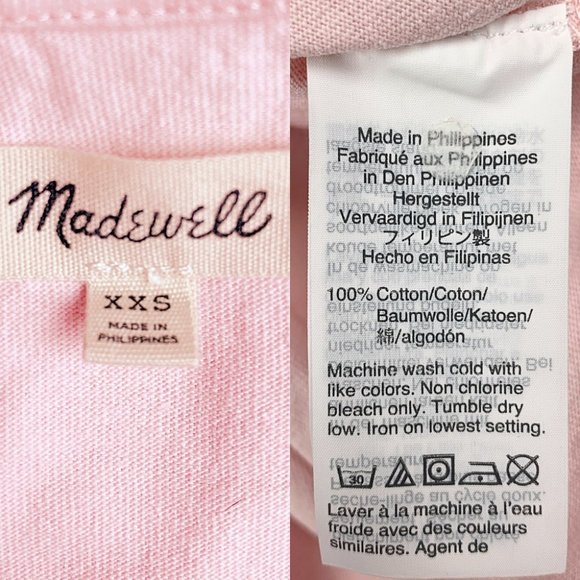 Madewell
XXS
MADE IN
PHILIPPINES
Made in Philippines
Fabriqué aux Philippines
in Den Philippinen
Hergestellt
Vervaardigd in Filipijnen
フィリピン製
Hecho en Filipinas
100% Cotton/Coton/
Baumwolle/Katoen/
綿/algodón
Machine wash cold with
like colors. Non chlorine
bleach only. Tumble dry
low. Iron on lowest setting.
30
Laver à la machine à l'eau
froide avec des couleurs
similaires. Agent de